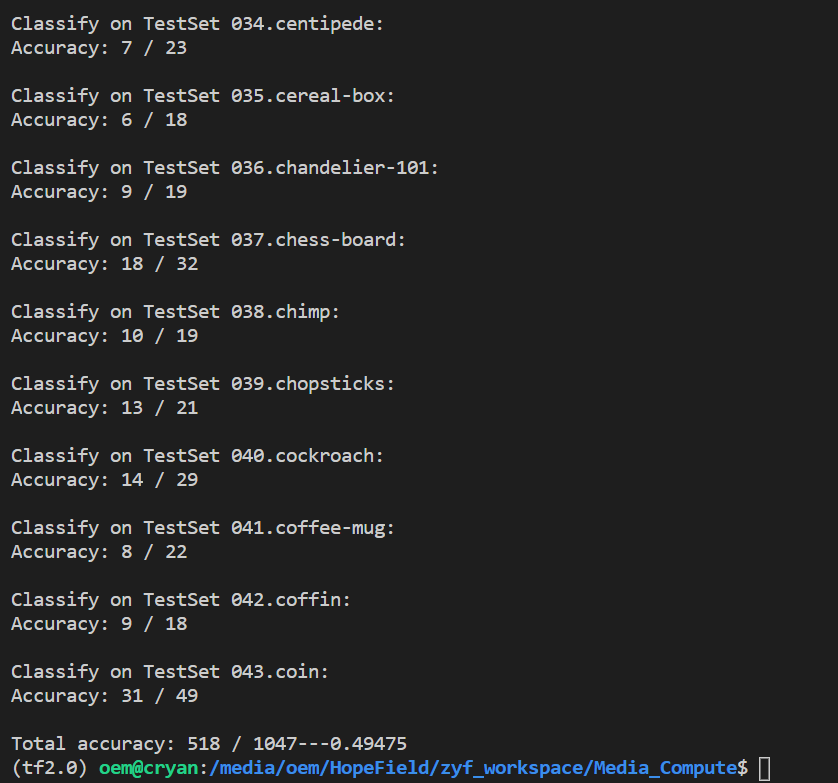 Classify on TestSet 034.centipede:
Accuracy: 7 / 23
Classify on TestSet 035.cereal-box:
Accuracy: 6 / 18
Classify on TestSet 036.chandelier-101:
Accuracy: 9 / 19
Classify on TestSet 037.chess-board:
Accuracy: 18 / 32
Classify on TestSet 038.chimp:
Accuracy: 10 / 19
Classify on TestSet 039.chopsticks:
Accuracy: 13 / 21
Classify on TestSet 040.cockroach:
Accuracy: 14 / 29
Classify on TestSet 041.coffee-mug:
Accuracy: 8 / 22
Classify on TestSet 042.coffin:
Accuracy: 9 / 18
Classify on TestSet 043.coin:
Accuracy: 31 / 49
Total accuracy: 518 / 1047---0.49475
(tf2.0) oem@cryan:/media/oem/HopeField/zyf_workspace/Media_Compute$